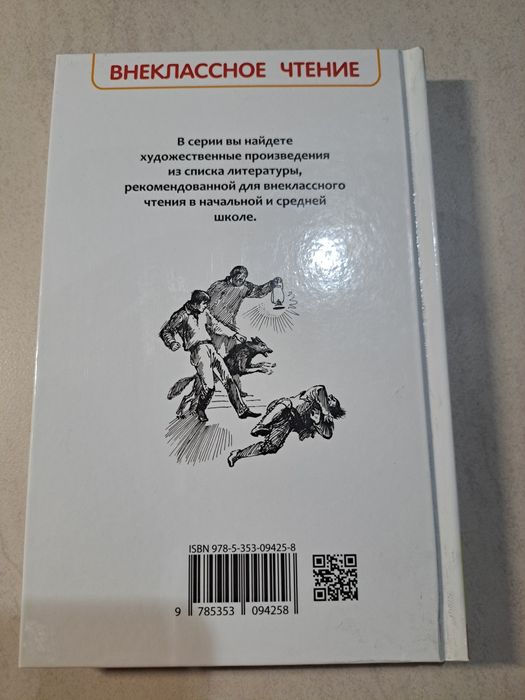 ВНЕКЛАССНОЕ ЧТЕНИЕ
В серии вы найдете
художественные произведения
из списка литературы,
рекомендованной для внеклассного
чтения в начальной и средней
школе.
ISBN 978-5-353-09425-8
9 785353 094258